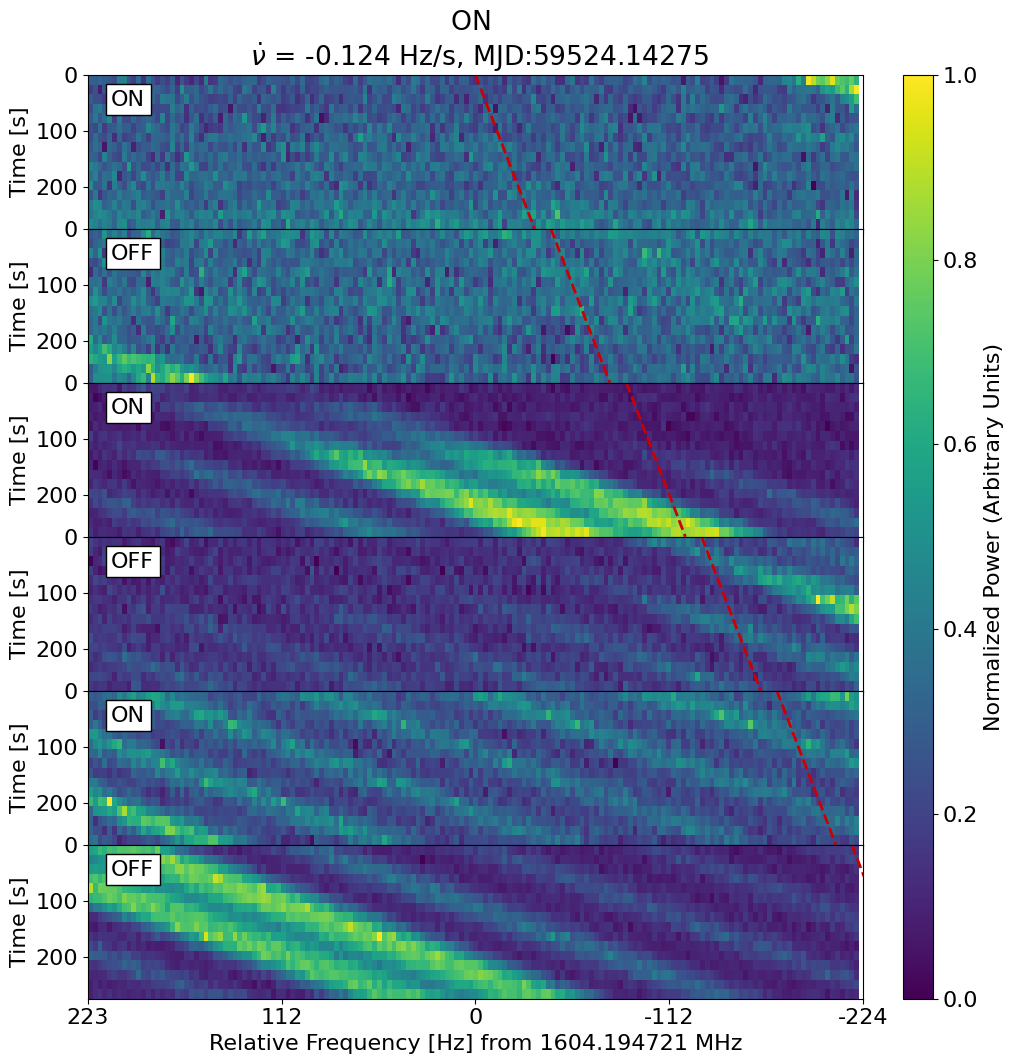 ON
ν̇ = -0.124 Hz/s, MJD:59524.14275
0
ON
100
200
Time [s]
0
OFF
100
200
Time [s]
0
ON
100
200
Time [s]
0
OFF
100
200
Time [s]
0
ON
100
200
Time [s]
0
OFF
100
200
Time [s]
223 112 0 -112 -224
Relative Frequency [Hz] from 1604.194721 MHz
1.0
0.8
0.6
0.4
0.2
0.0
Normalized Power (Arbitrary Units)